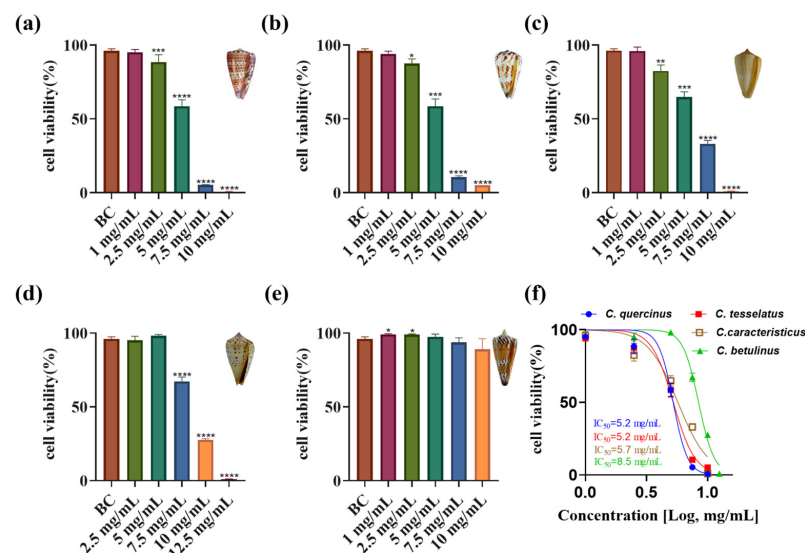 (a)
cell viability(%)
100
50
0
***
****
****
****
BC
1 mg/mL
2.5 mg/mL
5 mg/mL
7.5 mg/mL
10 mg/mL
(b)
cell viability(%)
100
50
0
*
***
****
****
BC
1 mg/mL
2.5 mg/mL
5 mg/mL
7.5 mg/mL
10 mg/mL
(c)
cell viability(%)
100
50
0
**
***
****
****
BC
1 mg/mL
2.5 mg/mL
5 mg/mL
7.5 mg/mL
10 mg/mL
(d)
cell viability(%)
100
50
0
****
****
****
BC
2.5 mg/mL
5 mg/mL
7.5 mg/mL
10 mg/mL
12.5 mg/mL
(e)
cell viability(%)
100
50
0
*
*
BC
1 mg/mL
2.5 mg/mL
5 mg/mL
7.5 mg/mL
10 mg/mL
(f)
C. quercinus
C. tesselatus
C.caracteristicus
C. betulinus
cell viability(%)
100
50
0
IC50=5.2 mg/mL
IC50=5.2 mg/mL
IC50=5.7 mg/mL
IC50=8.5 mg/mL
0.0
0.5
1.0
Concentration [Log, mg/mL]